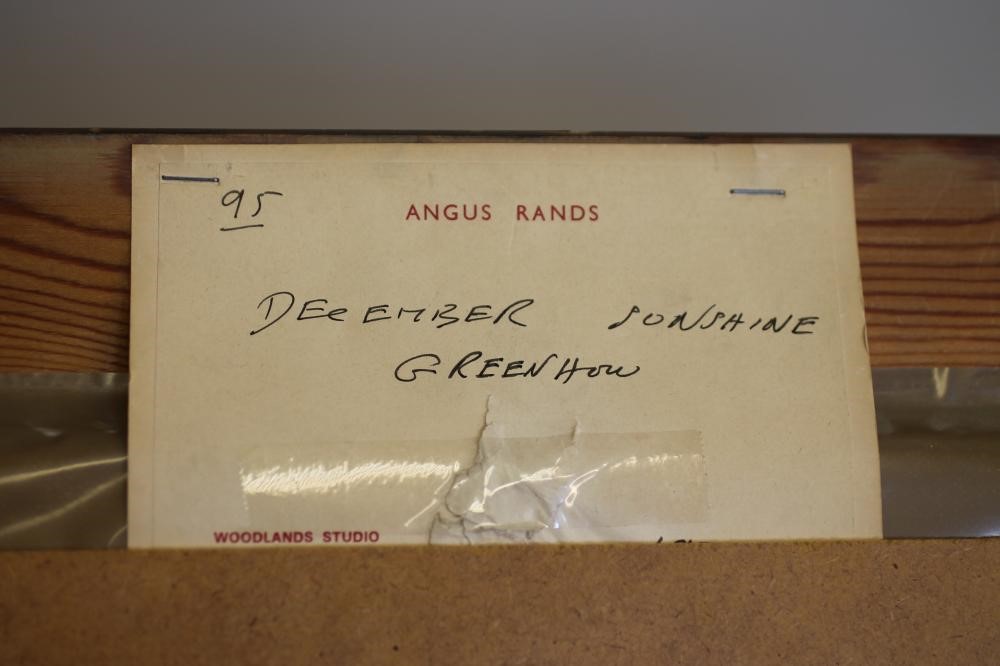 95
ANGUS RANDS
DECEMBER SUNSHINE
GREENHOW
WOODLANDS STUDIO